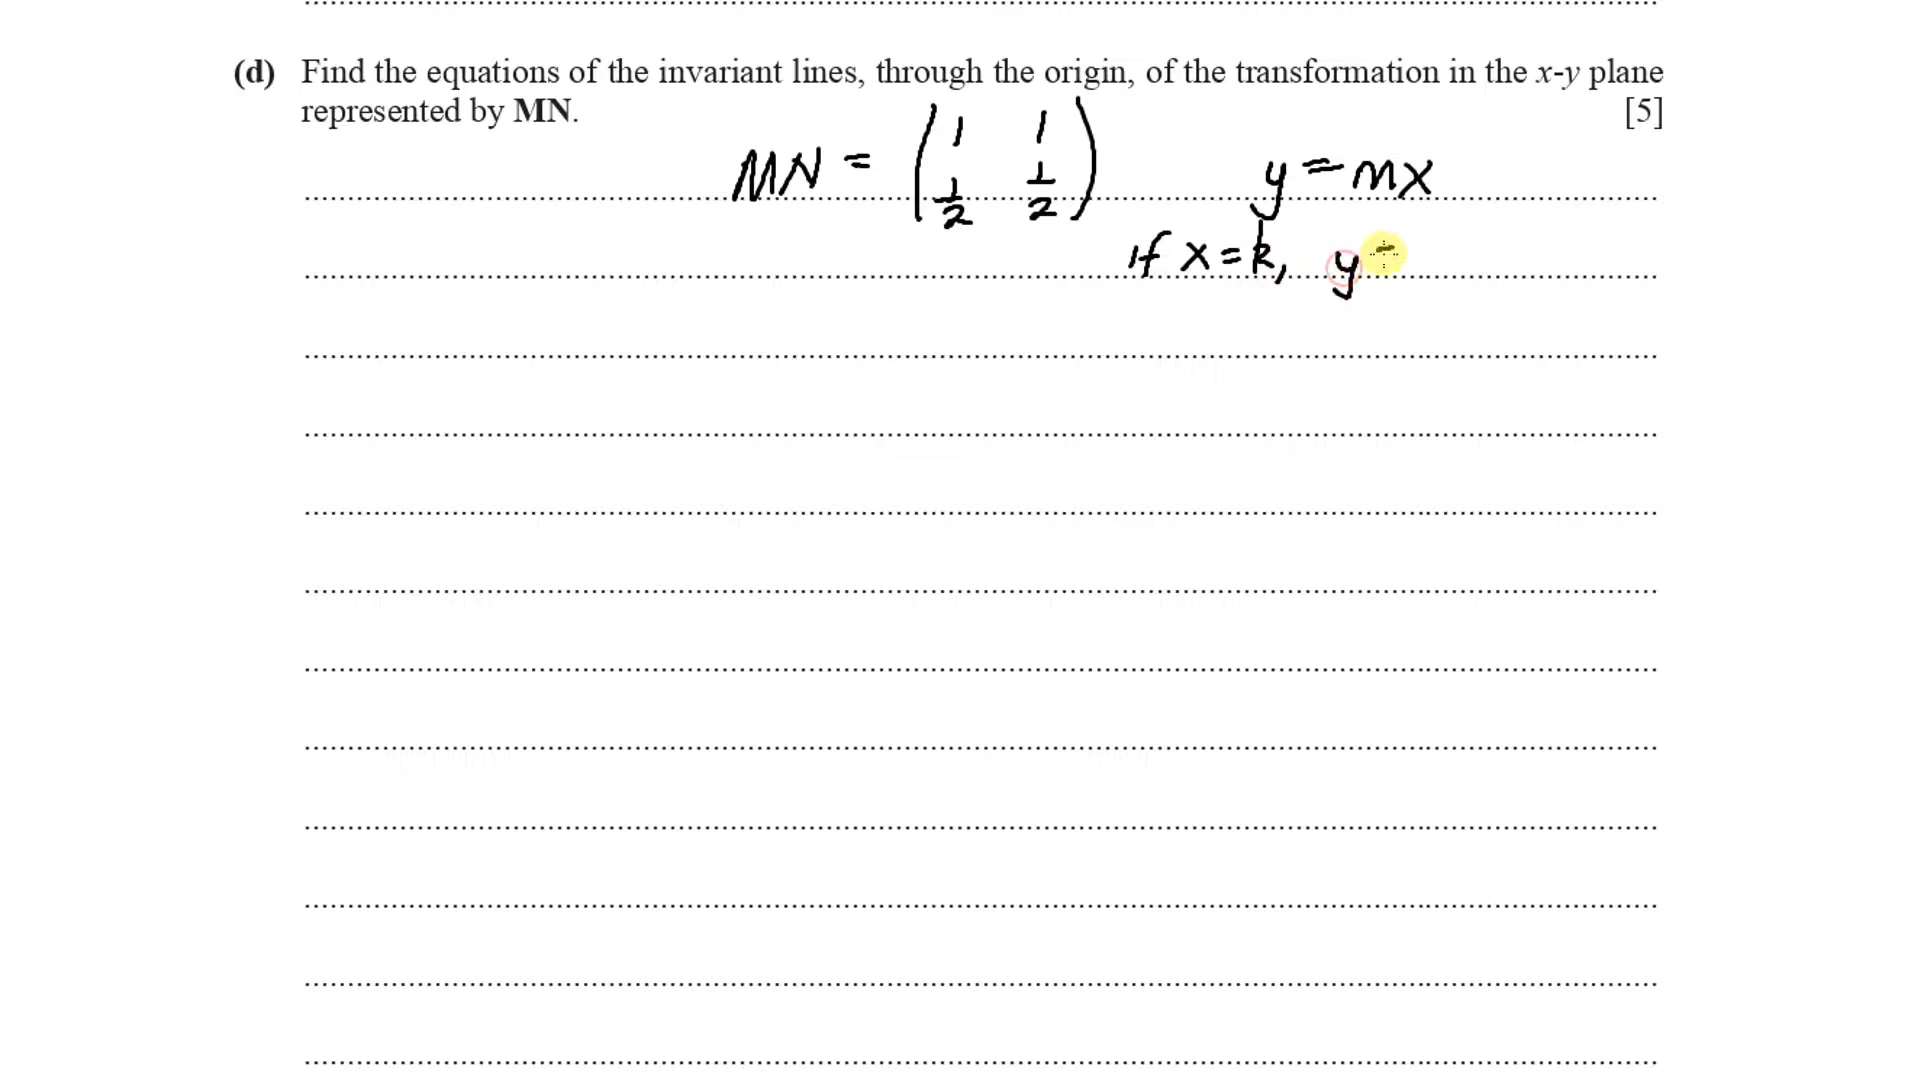 (d) Find the equations of the invariant lines, through the origin, of the transformation in the x-y plane
represented by MN. [5]
MN = (1 1
1/2 1/2) y = mx
if x = k, y =